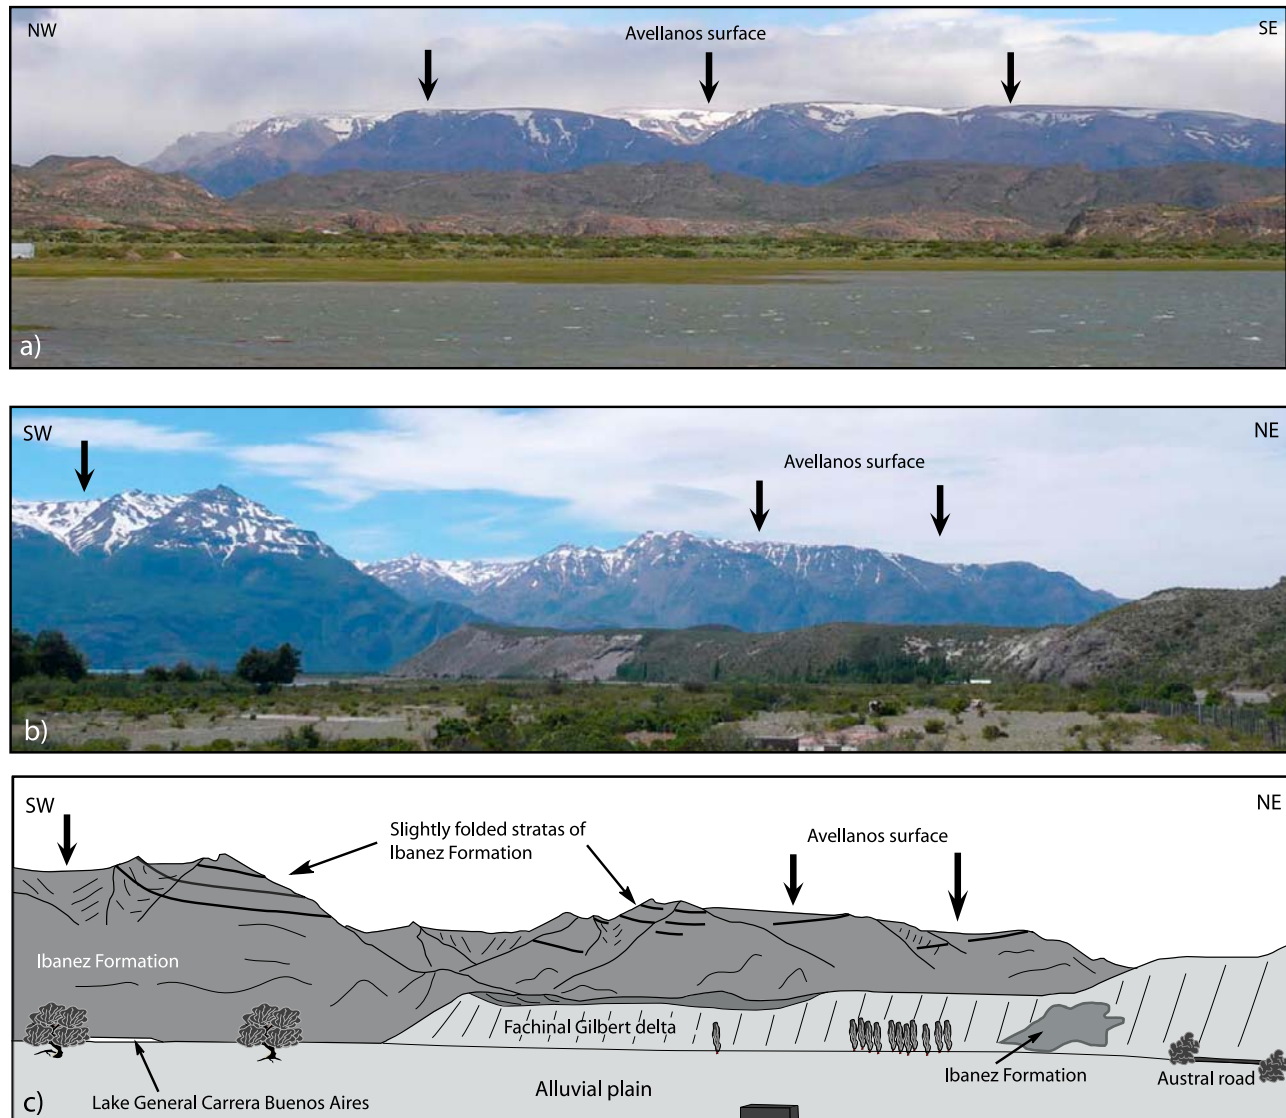 NW
Avellanos surface
SE
a)
SW
Avellanos surface
NE
b)
SW
Slightly folded stratas of
Ibanez Formation
Avellanos surface
NE
Ibanez Formation
Fachinal Gilbert delta
Ibanez Formation
Austral road
Lake General Carrera Buenos Aires
Alluvial plain
c)